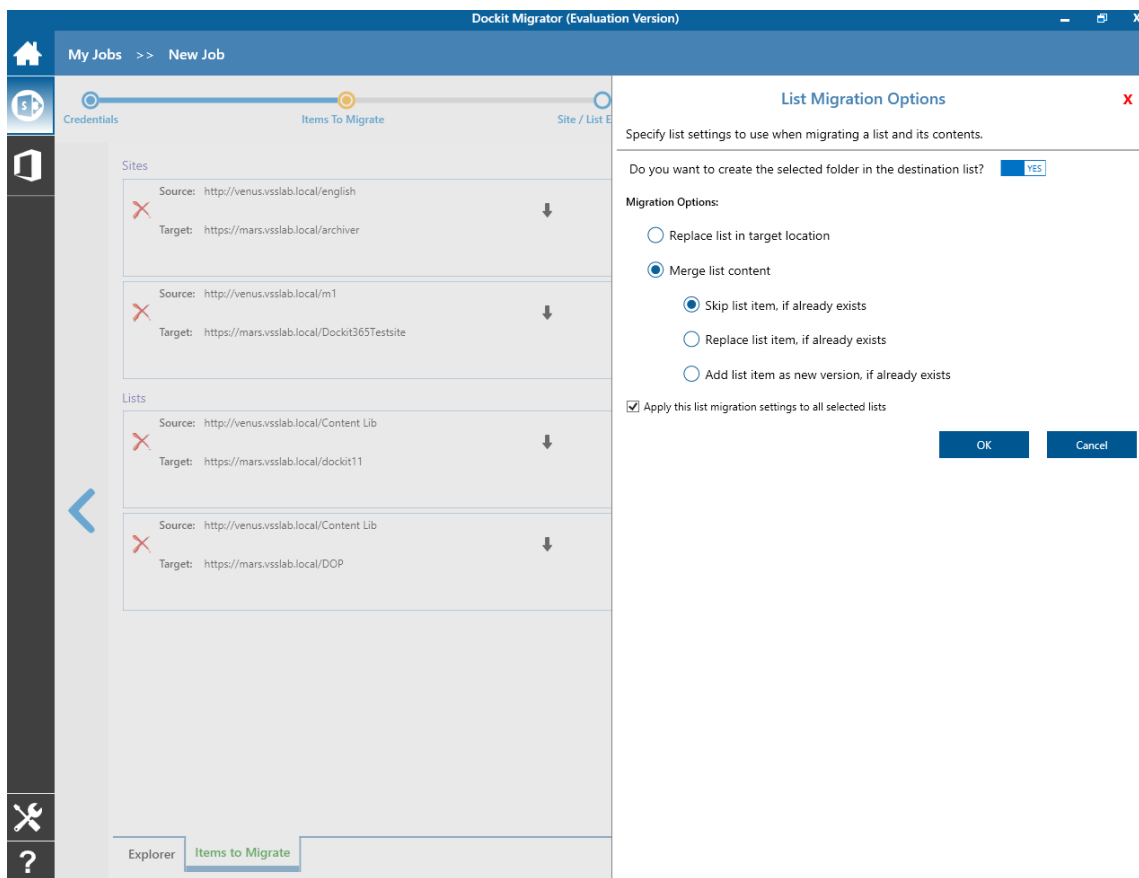 Dockit Migrator (Evaluation Version)
My Jobs >> New Job
Credentials
Items To Migrate
Site / List E
Sites
Source: http://venus.vsslab.local/english
Target: https://mars.vsslab.local/archiver
Source: http://venus.vsslab.local/m1
Target: https://mars.vsslab.local/Dockit365Testsite
Lists
Source: http://venus.vsslab.local/Content Lib
Target: https://mars.vsslab.local/dockit11
Source: http://venus.vsslab.local/Content Lib
Target: https://mars.vsslab.local/DOP
Explorer
Items to Migrate
List Migration Options
X
Specify list settings to use when migrating a list and its contents.
Do you want to create the selected folder in the destination list? YES
Migration Options:
Replace list in target location
Merge list content
Skip list item, if already exists
Replace list item, if already exists
Add list item as new version, if already exists
Apply this list migration settings to all selected lists
OK
Cancel